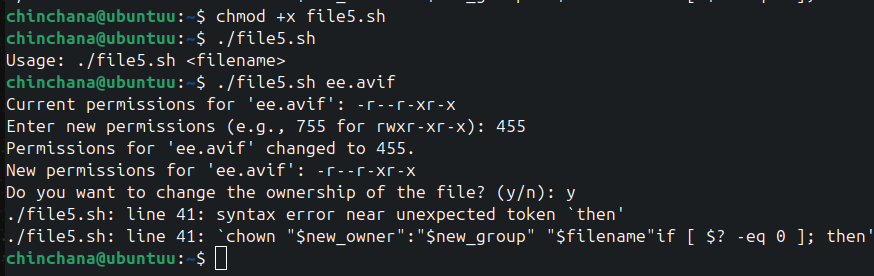 chinchana@ubuntuu:~$ chmod +x file5.sh
chinchana@ubuntuu:~$ ./file5.sh
Usage: ./file5.sh <filename>
chinchana@ubuntuu:~$ ./file5.sh ee.avif
Current permissions for 'ee.avif': -r--r-xr-x
Enter new permissions (e.g., 755 for rwxr-xr-x): 455
Permissions for 'ee.avif' changed to 455.
New permissions for 'ee.avif': -r--r-xr-x
Do you want to change the ownership of the file? (y/n): y
./file5.sh: line 41: syntax error near unexpected token `then'
./file5.sh: line 41: `chown "$new_owner":"$new_group" "$filename"if [ $? -eq 0 ]; then'
chinchana@ubuntuu:~$